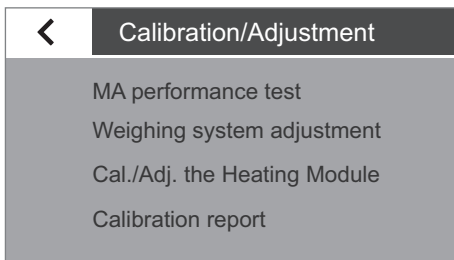 Calibration/Adjustment
MA performance test
Weighing system adjustment
Cal./Adj. the Heating Module
Calibration report